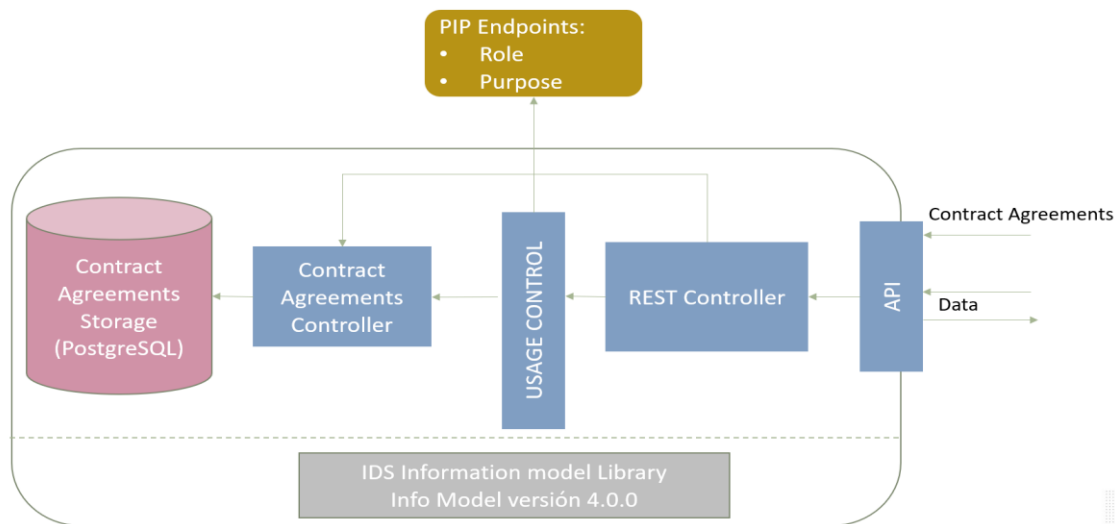 PIP Endpoints:
• Role
• Purpose
Contract Agreements
Contract
Agreements
Storage
(PostgreSQL)
Contract
Agreements
Controller
USAGE CONTROL
REST Controller
API
Data
IDS Information model Library
Info Model versión 4.0.0